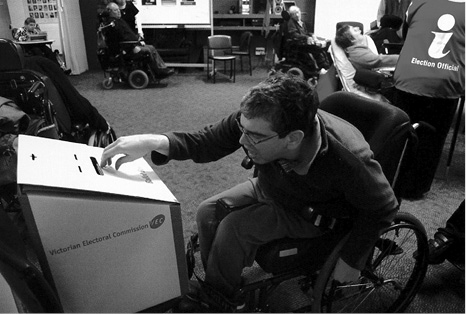 i
Election Official
Victorian Electoral Commission VEC